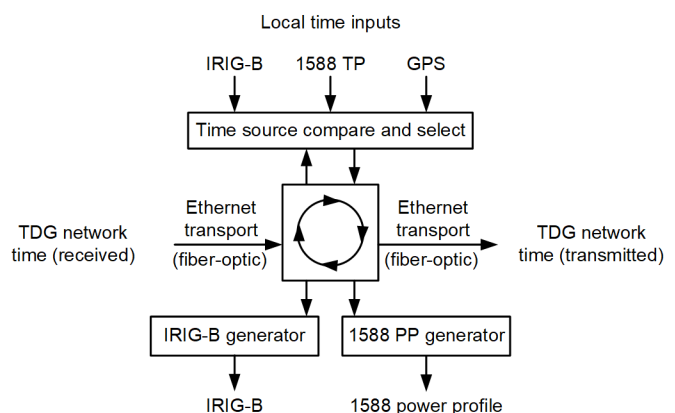 Local time inputs
IRIG-B 1588 TP GPS
Time source compare and select
TDG network
time (received)
Ethernet
transport
(fiber-optic)
Ethernet
transport
(fiber-optic)
TDG network
time (transmitted)
IRIG-B generator
1588 PP generator
IRIG-B
1588 power profile